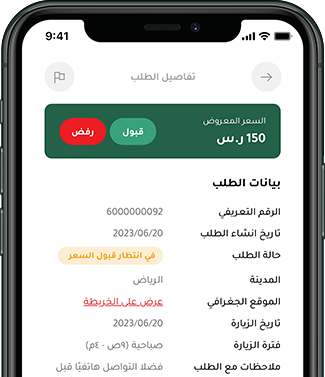 9:41
تفاصيل الطلب
السعر المعروض
150 ر.س
قبول
رفض
بيانات الطلب
الرقم التعريفي 6000000092
تاريخ انشاء الطلب 2023/06/20
حالة الطلب في انتظار قبول السعر
المدينة الرياض
الموقع الجغرافي عرض على الخريطة
تاريخ الزيارة 2023/06/20
فترة الزيارة صباحية (٩ص - ٤م)
ملاحظات مع الطلب فضلا التواصل هاتفيًا قبل